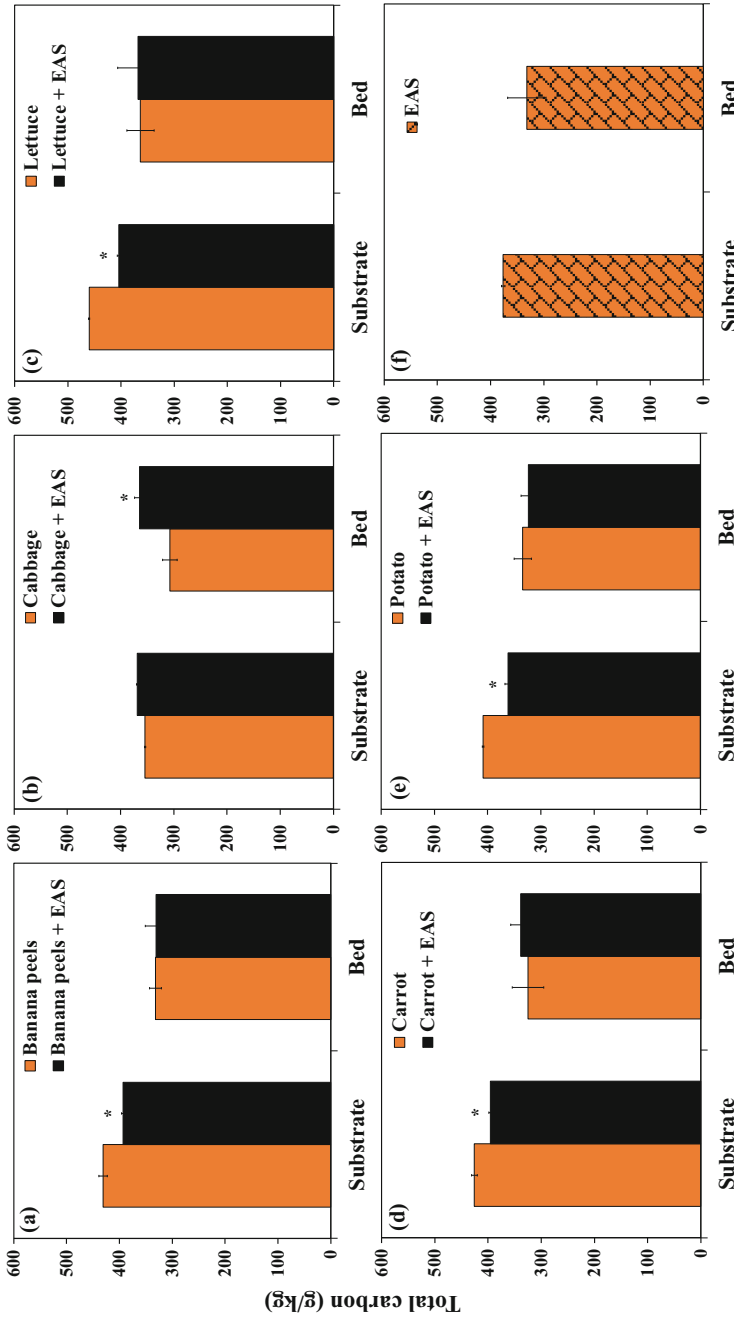 Total carbon (g/kg)
(a)
Banana peels
Banana peels + EAS
600
500
400
300
200
100
0
*
Substrate
Bed
(b)
Cabbage
Cabbage + EAS
600
500
400
300
200
100
0
*
Substrate
Bed
(c)
Lettuce
Lettuce + EAS
600
500
400
300
200
100
0
*
Substrate
Bed
(d)
Carrot
Carrot + EAS
600
500
400
300
200
100
0
*
Substrate
Bed
(e)
Potato
Potato + EAS
600
500
400
300
200
100
0
*
Substrate
Bed
(f)
EAS
600
500
400
300
200
100
0
Substrate
Bed